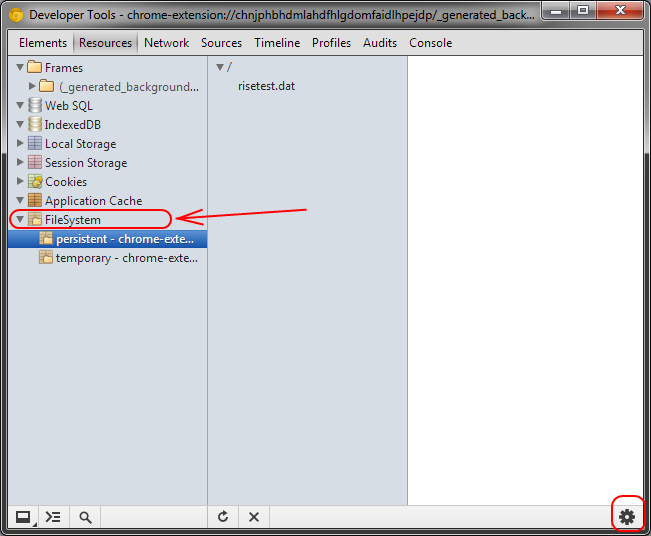 Developer Tools - chrome-extension://chnjphbhdmlahdfhlgdomfaidlhpejdp/_generated_back...
Elements Resources Network Sources Timeline Profiles Audits Console
Frames
(_generated_background...
Web SQL
IndexedDB
Local Storage
Session Storage
Cookies
Application Cache
FileSystem
persistent - chrome-exte...
temporary - chrome-exte...
/
risetest.dat